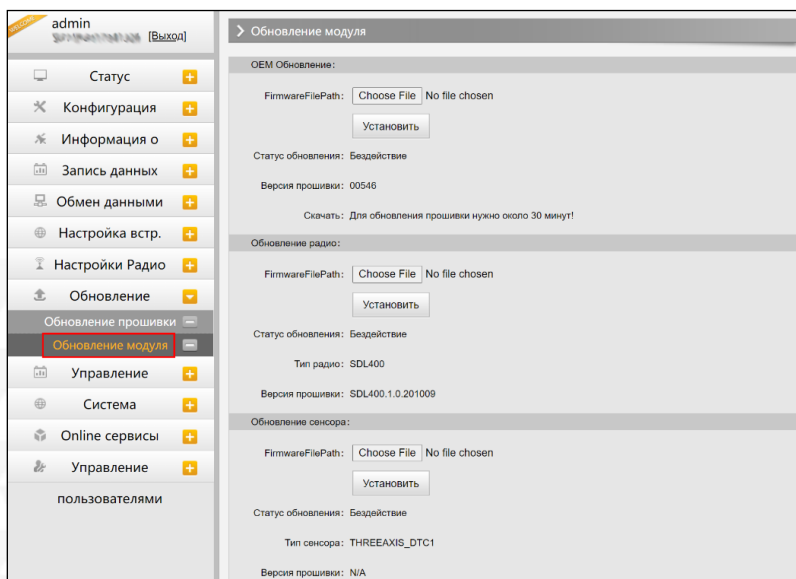 WELCOME
admin
[Выход]
Статус
Конфигурация
Информация о
Запись данных
Обмен данными
Настройка встр.
Настройки Радио
Обновление
Обновление прошивки
Обновление модуля
Управление
Система
Online сервисы
Управление
пользователями
Обновление модуля
OEM Обновление:
FirmwareFilePath: Choose File No file chosen
Установить
Статус обновления: Бездействие
Версия прошивки: 00546
Скачать: Для обновления прошивки нужно около 30 минут!
Обновление радио:
FirmwareFilePath: Choose File No file chosen
Установить
Статус обновления: Бездействие
Тип радио: SDL400
Версия прошивки: SDL400.1.0.201009
Обновление сенсора:
FirmwareFilePath: Choose File No file chosen
Установить
Статус обновления: Бездействие
Тип сенсора: THREEAXIS_DTC1
Версия прошивки: N/A